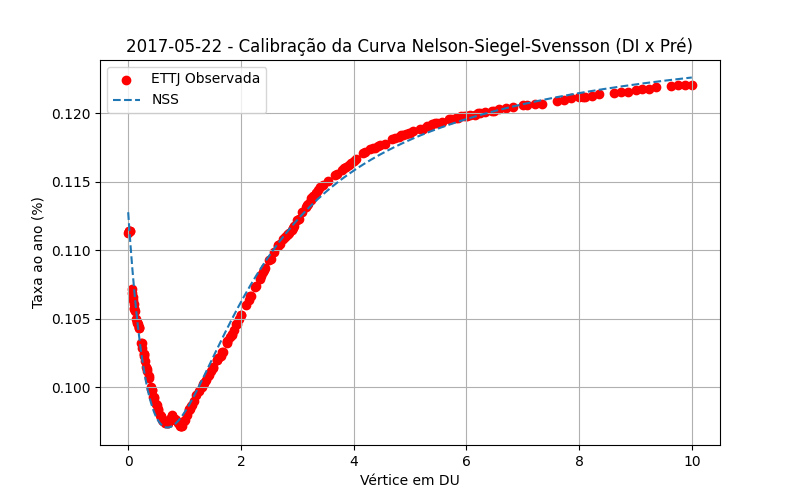 2017-05-22 - Calibração da Curva Nelson-Siegel-Svensson (DI x Pré)
ETTJ Observada
NSS
0.120
0.115
0.110
0.105
0.100
Taxa ao ano (%)
0 2 4 6 8 10
Vértice em DU